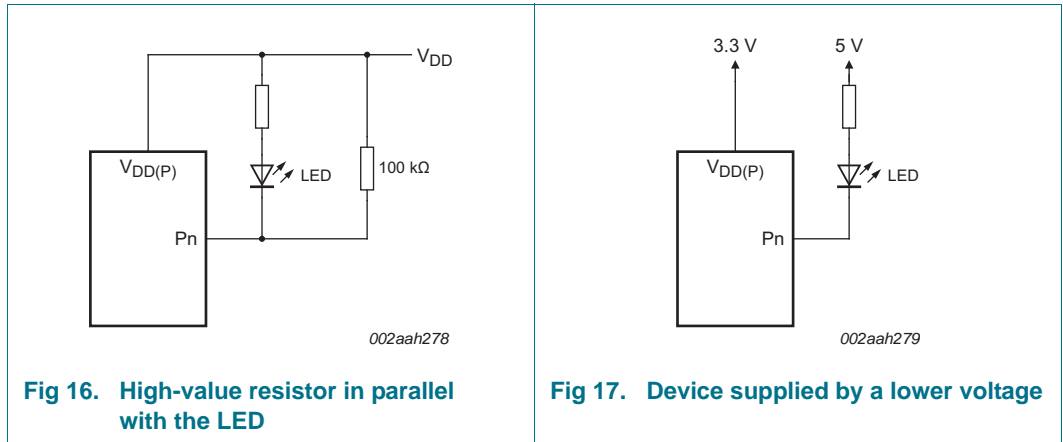 V_DD
V_DD(P)
LED
100 kΩ
Pn
002aah278
Fig 16. High-value resistor in parallel
with the LED
3.3 V
5 V
V_DD(P)
LED
Pn
002aah279
Fig 17. Device supplied by a lower voltage